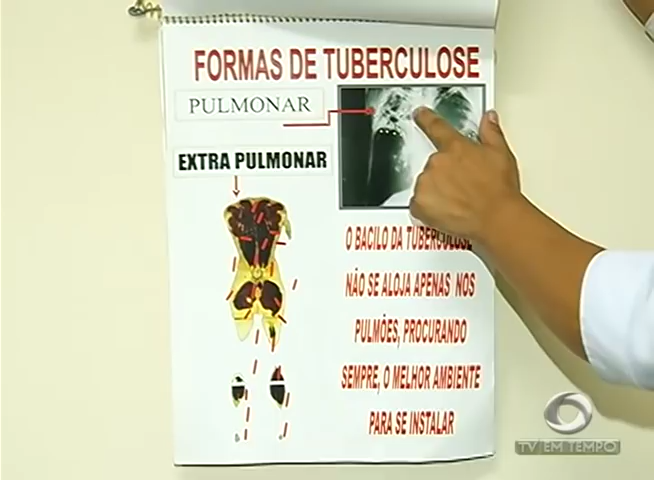 FORMAS DE TUBERCULOSE
PULMONAR
EXTRA PULMONAR
O BACILO DA TUBERCULOSE
NÃO SE ALOJA APENAS NOS
PULMÕES, PROCURANDO
SEMPRE, O MELHOR AMBIENTE
PARA SE INSTALAR
TV EM TEMPO